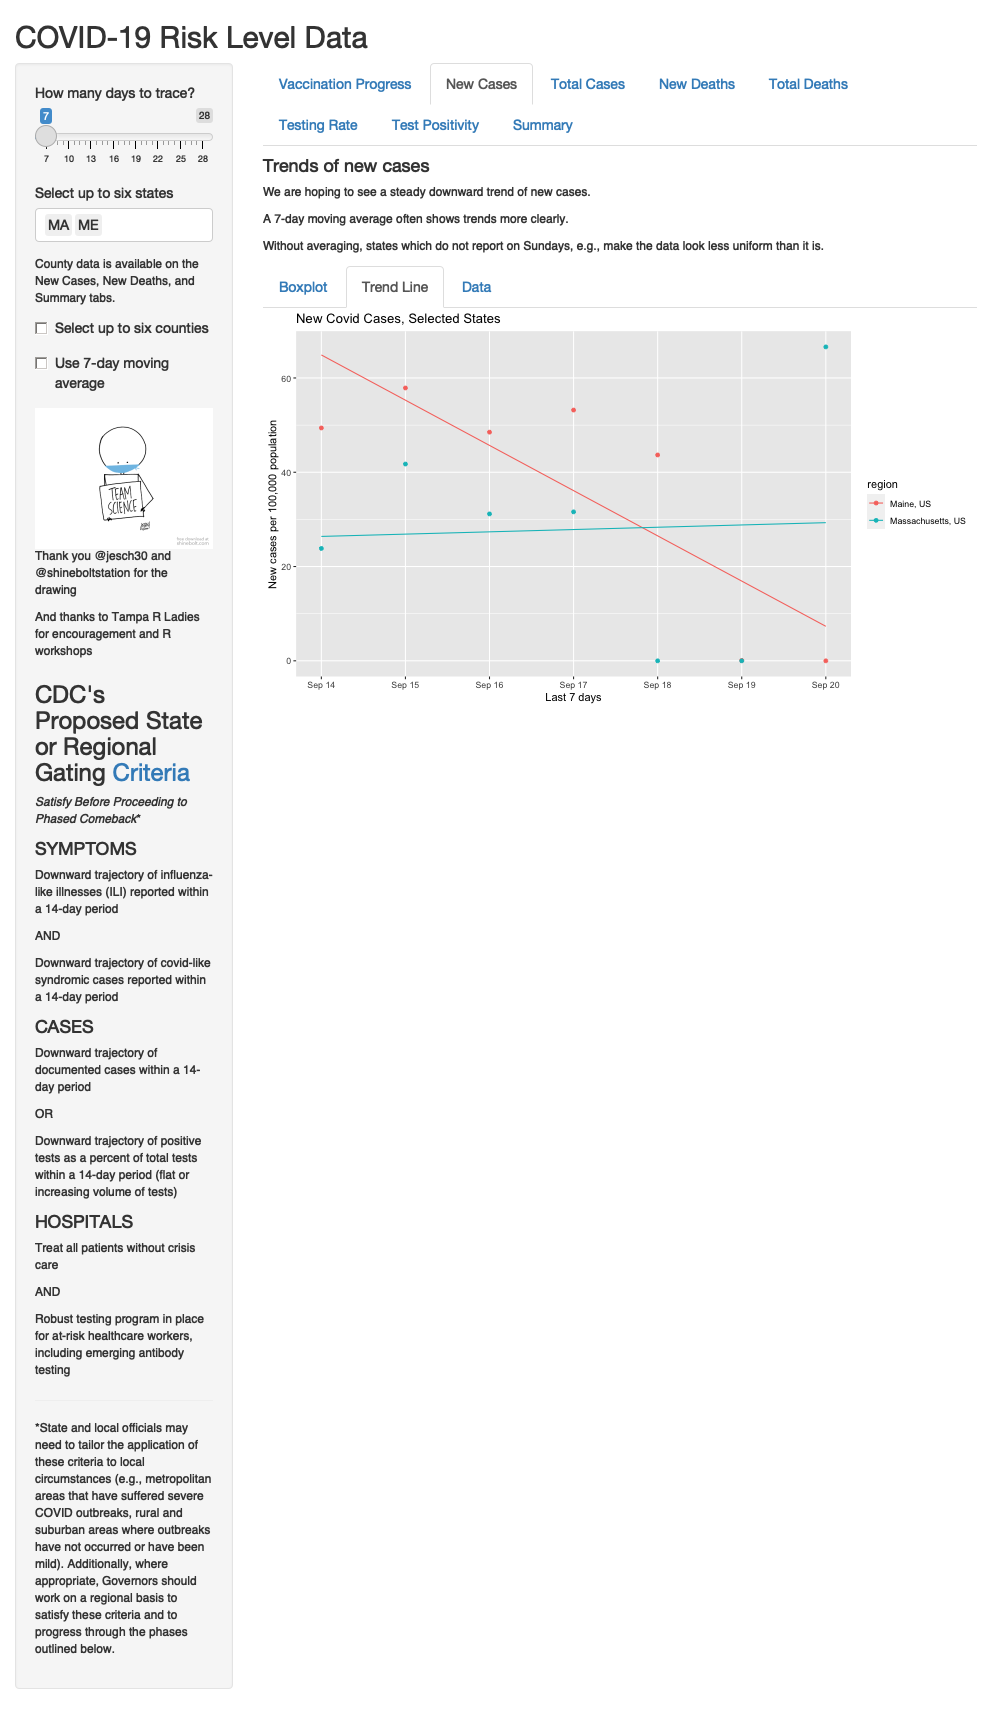 COVID-19 Risk Level Data
How many days to trace?
7
28
7 10 13 16 19 22 25 28
Select up to six states
MA ME
County data is available on the
New Cases, New Deaths, and
Summary tabs.
Select up to six counties
Use 7-day moving
average
TEAM
SCIENCE
free download at
shinebolt.com
Thank you @jesch30 and
@shineboltstation for the
drawing
And thanks to Tampa R Ladies
for encouragement and R
workshops
CDC's
Proposed State
or Regional
Gating Criteria
Satisfy Before Proceeding to
Phased Comeback*
SYMPTOMS
Downward trajectory of influenza-
like illnesses (ILI) reported within
a 14-day period
AND
Downward trajectory of covid-like
syndromic cases reported within
a 14-day period
CASES
Downward trajectory of
documented cases within a 14-
day period
OR
Downward trajectory of positive
tests as a percent of total tests
within a 14-day period (flat or
increasing volume of tests)
HOSPITALS
Treat all patients without crisis
care
AND
Robust testing program in place
for at-risk healthcare workers,
including emerging antibody
testing
*State and local officials may
need to tailor the application of
these criteria to local
circumstances (e.g., metropolitan
areas that have suffered severe
COVID outbreaks, rural and
suburban areas where outbreaks
have not occurred or have been
mild). Additionally, where
appropriate, Governors should
work on a regional basis to
satisfy these criteria and to
progress through the phases
outlined below.
Vaccination Progress New Cases Total Cases New Deaths Total Deaths
Testing Rate Test Positivity Summary
Trends of new cases
We are hoping to see a steady downward trend of new cases.
A 7-day moving average often shows trends more clearly.
Without averaging, states which do not report on Sundays, e.g., make the data look less uniform than it is.
Boxplot Trend Line Data
New Covid Cases, Selected States
New cases per 100,000 population
60
40
20
0
Sep 14 Sep 15 Sep 16 Sep 17 Sep 18 Sep 19 Sep 20
Last 7 days
region
Maine, US
Massachusetts, US